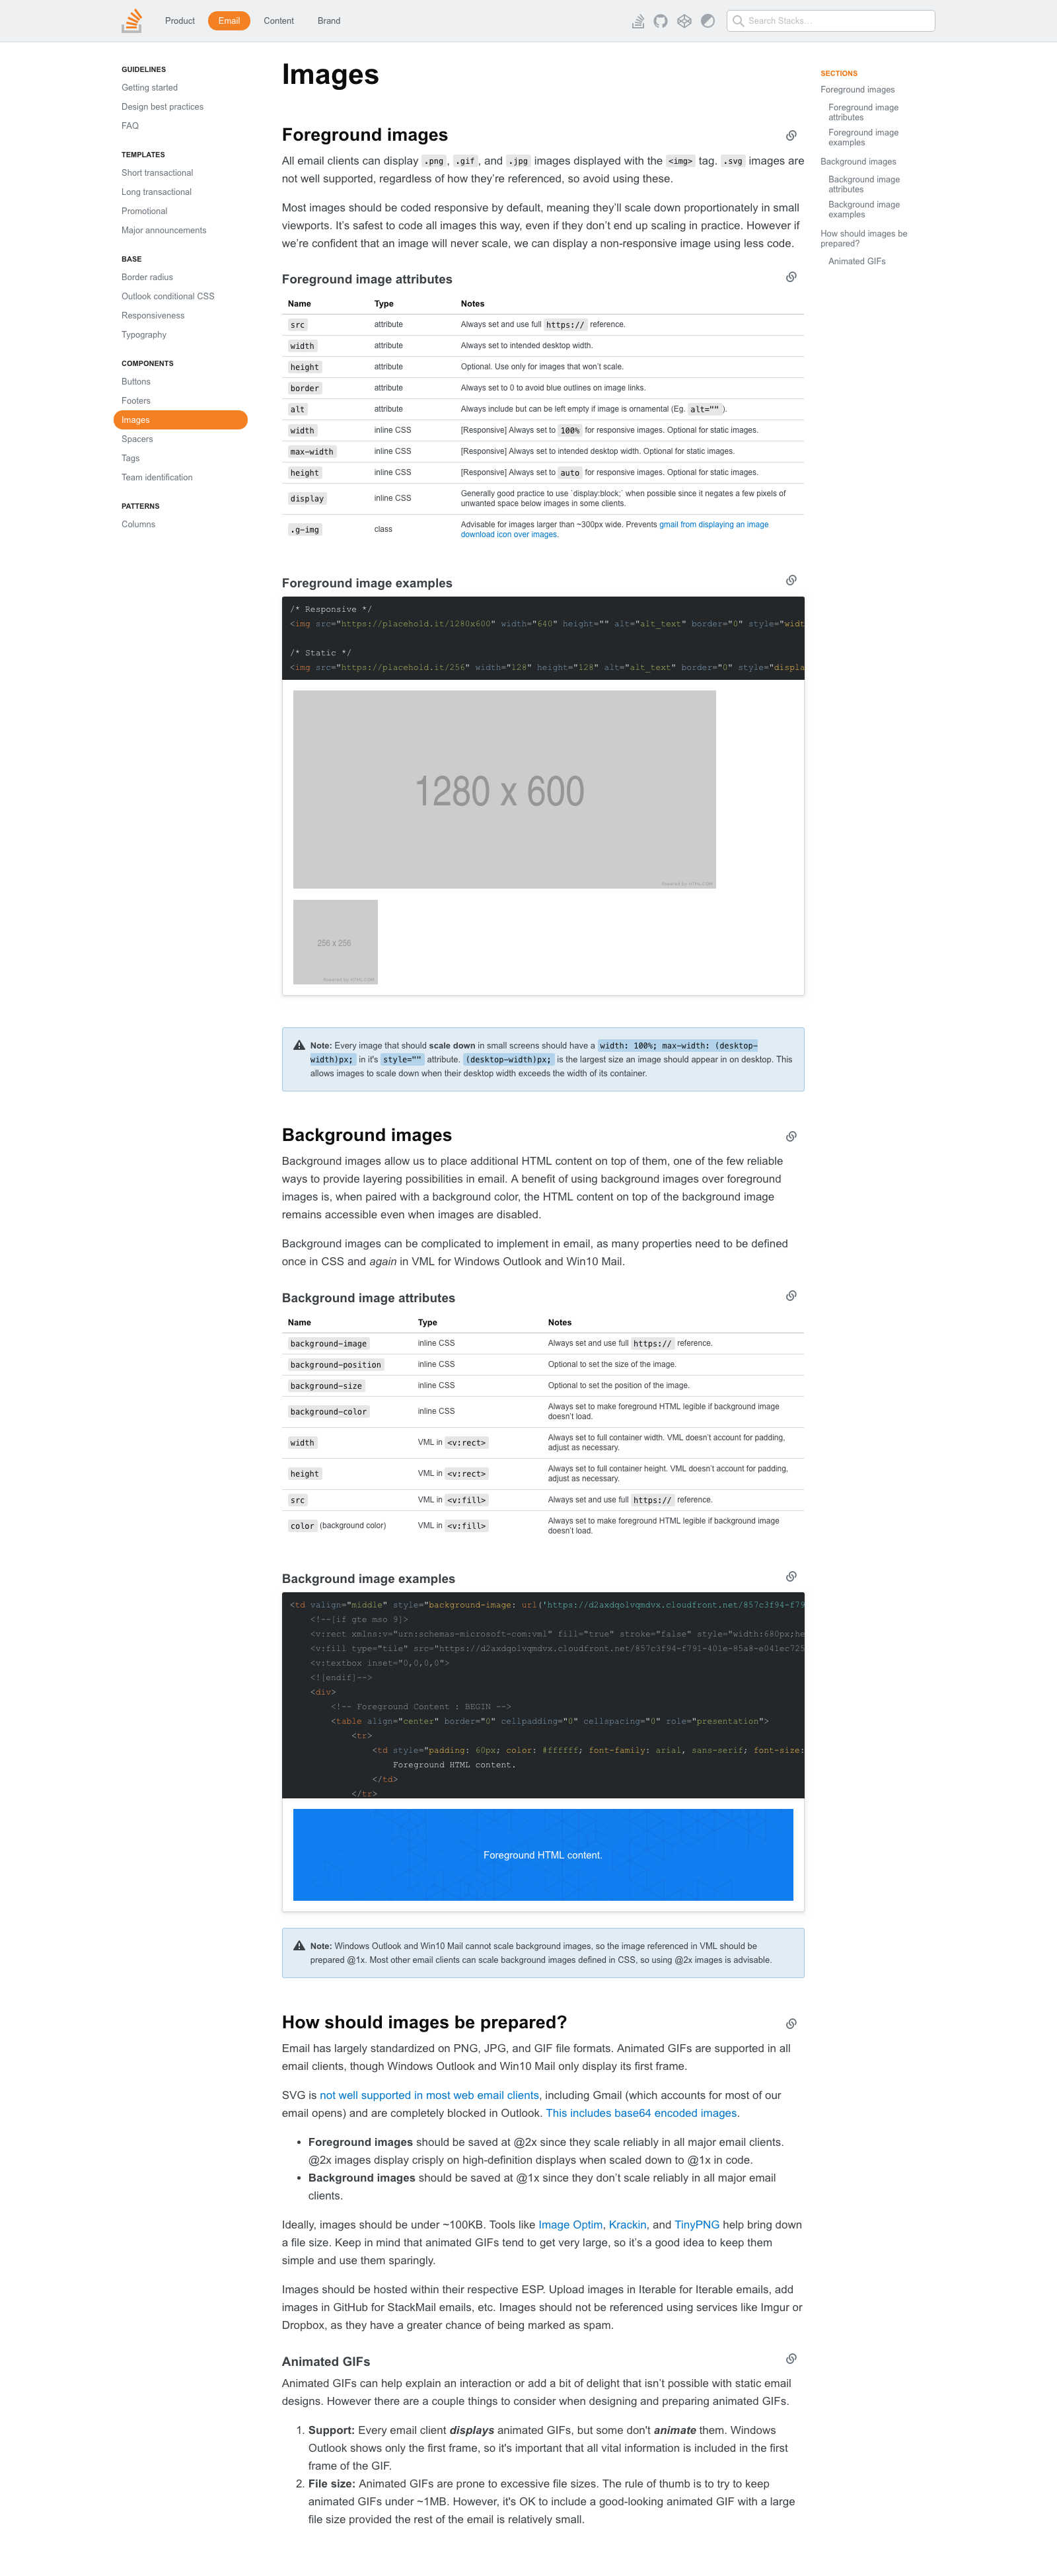 Product
Email
Content
Brand
Search Stacks…
GUIDELINES
Getting started
Design best practices
FAQ
TEMPLATES
Short transactional
Long transactional
Promotional
Major announcements
BASE
Border radius
Outlook conditional CSS
Responsiveness
Typography
COMPONENTS
Buttons
Footers
Images
Spacers
Tags
Team identification
PATTERNS
Columns
Images
Foreground images
All email clients can display .png, .gif, and .jpg images displayed with the <img> tag. .svg images are
not well supported, regardless of how they’re referenced, so avoid using these.
Most images should be coded responsive by default, meaning they’ll scale down proportionately in small
viewports. It’s safest to code all images this way, even if they don’t end up scaling in practice. However if
we’re confident that an image will never scale, we can display a non-responsive image using less code.
Foreground image attributes
Name Type Notes
src attribute Always set and use full https:// reference.
width attribute Always set to intended desktop width.
height attribute Optional. Use only for images that won’t scale.
border attribute Always set to 0 to avoid blue outlines on image links.
alt attribute Always include but can be left empty if image is ornamental (Eg. alt="" ).
width inline CSS [Responsive] Always set to 100% for responsive images. Optional for static images.
max-width inline CSS [Responsive] Always set to intended desktop width. Optional for static images.
height inline CSS [Responsive] Always set to auto for responsive images. Optional for static images.
display inline CSS Generally good practice to use `display:block;` when possible since it negates a few pixels of
unwanted space below images in some clients.
.g-img class Advisable for images larger than ~300px wide. Prevents gmail from displaying an image
download icon over images.
Foreground image examples
/* Responsive */
<img src="https://placehold.it/1280x600" width="640" height="" alt="alt_text" border="0" style="widt
/* Static */
<img src="https://placehold.it/256" width="128" height="128" alt="alt_text" border="0" style="displa
1280 x 600
Powered by HTML.COM
256 x 256
Powered by HTML.COM
Note: Every image that should scale down in small screens should have a width: 100%; max-width: (desktop-
width)px; in it's style="" attribute. (desktop-width)px; is the largest size an image should appear in on desktop. This
allows images to scale down when their desktop width exceeds the width of its container.
Background images
Background images allow us to place additional HTML content on top of them, one of the few reliable
ways to provide layering possibilities in email. A benefit of using background images over foreground
images is, when paired with a background color, the HTML content on top of the background image
remains accessible even when images are disabled.
Background images can be complicated to implement in email, as many properties need to be defined
once in CSS and again in VML for Windows Outlook and Win10 Mail.
Background image attributes
Name Type Notes
background-image inline CSS Always set and use full https:// reference.
background-position inline CSS Optional to set the size of the image.
background-size inline CSS Optional to set the position of the image.
background-color inline CSS Always set to make foreground HTML legible if background image
doesn’t load.
width VML in <v:rect> Always set to full container width. VML doesn’t account for padding,
adjust as necessary.
height VML in <v:rect> Always set to full container height. VML doesn’t account for padding,
adjust as necessary.
src VML in <v:fill> Always set and use full https:// reference.
color (background color) VML in <v:fill> Always set to make foreground HTML legible if background image
doesn’t load.
Background image examples
<td valign="middle" style="background-image: url('https://d2axdqolvqmdvx.cloudfront.net/857c3f94-f79
<!--[if gte mso 9]>
<v:rect xmlns:v="urn:schemas-microsoft-com:vml" fill="true" stroke="false" style="width:680px;he
<v:fill type="tile" src="https://d2axdqolvqmdvx.cloudfront.net/857c3f94-f791-401e-85a8-e041ec725
<v:textbox inset="0,0,0,0">
<![endif]-->
<div>
<!-- Foreground Content : BEGIN -->
<table align="center" border="0" cellpadding="0" cellspacing="0" role="presentation">
<tr>
<td style="padding: 60px; color: #ffffff; font-family: arial, sans-serif; font-size:
Foreground HTML content.
</td>
</tr>
Foreground HTML content.
Note: Windows Outlook and Win10 Mail cannot scale background images, so the image referenced in VML should be
prepared @1x. Most other email clients can scale background images defined in CSS, so using @2x images is advisable.
How should images be prepared?
Email has largely standardized on PNG, JPG, and GIF file formats. Animated GIFs are supported in all
email clients, though Windows Outlook and Win10 Mail only display its first frame.
SVG is not well supported in most web email clients, including Gmail (which accounts for most of our
email opens) and are completely blocked in Outlook. This includes base64 encoded images.
• Foreground images should be saved at @2x since they scale reliably in all major email clients.
@2x images display crisply on high-definition displays when scaled down to @1x in code.
• Background images should be saved at @1x since they don’t scale reliably in all major email
clients.
Ideally, images should be under ~100KB. Tools like Image Optim, Krackin, and TinyPNG help bring down
a file size. Keep in mind that animated GIFs tend to get very large, so it’s a good idea to keep them
simple and use them sparingly.
Images should be hosted within their respective ESP. Upload images in Iterable for Iterable emails, add
images in GitHub for StackMail emails, etc. Images should not be referenced using services like Imgur or
Dropbox, as they have a greater chance of being marked as spam.
Animated GIFs
Animated GIFs can help explain an interaction or add a bit of delight that isn’t possible with static email
designs. However there are a couple things to consider when designing and preparing animated GIFs.
1. Support: Every email client displays animated GIFs, but some don't animate them. Windows
Outlook shows only the first frame, so it's important that all vital information is included in the first
frame of the GIF.
2. File size: Animated GIFs are prone to excessive file sizes. The rule of thumb is to try to keep
animated GIFs under ~1MB. However, it's OK to include a good-looking animated GIF with a large
file size provided the rest of the email is relatively small.
SECTIONS
Foreground images
Foreground image
attributes
Foreground image
examples
Background images
Background image
attributes
Background image
examples
How should images be
prepared?
Animated GIFs